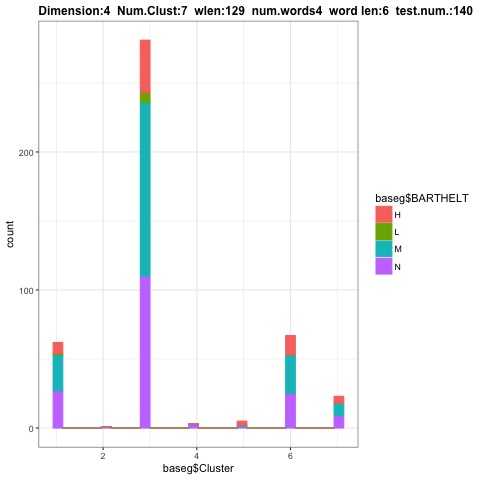 Dimension:4 Num.Clust:7 wlen:129 num.words4 word len:6 test.num.:140
200
100
0
count
2
4
6
baseg$Cluster
baseg$BARTHELT
H
L
M
N